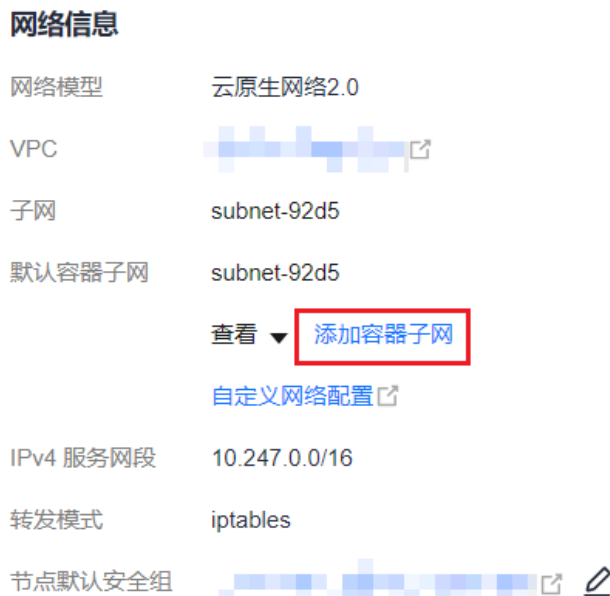 网络信息
网络模型 云原生网络2.0
VPC
子网 subnet-92d5
默认容器子网 subnet-92d5
查看 添加容器子网
自定义网络配置
IPv4 服务网段 10.247.0.0/16
转发模式 iptables
节点默认安全组